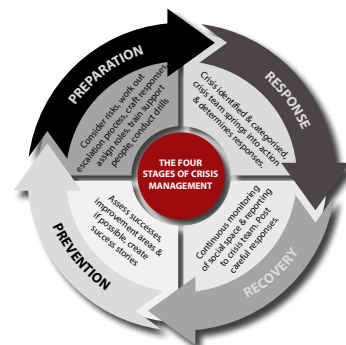 PREPARATION
Consider risks, work out
escalation process, craft responses
assign roles, train support
people, conduct drills
RESPONSE
Crisis identified & categorised,
crisis team springs into action
& determines responses.
THE FOUR
STAGES OF CRISIS
MANAGEMENT
RECOVERY
Continuous monitoring
of social space & reporting
to crisis team. Post
careful responses.
PREVENTION
Assess successes,
improvement areas &
if possible, create
success stories